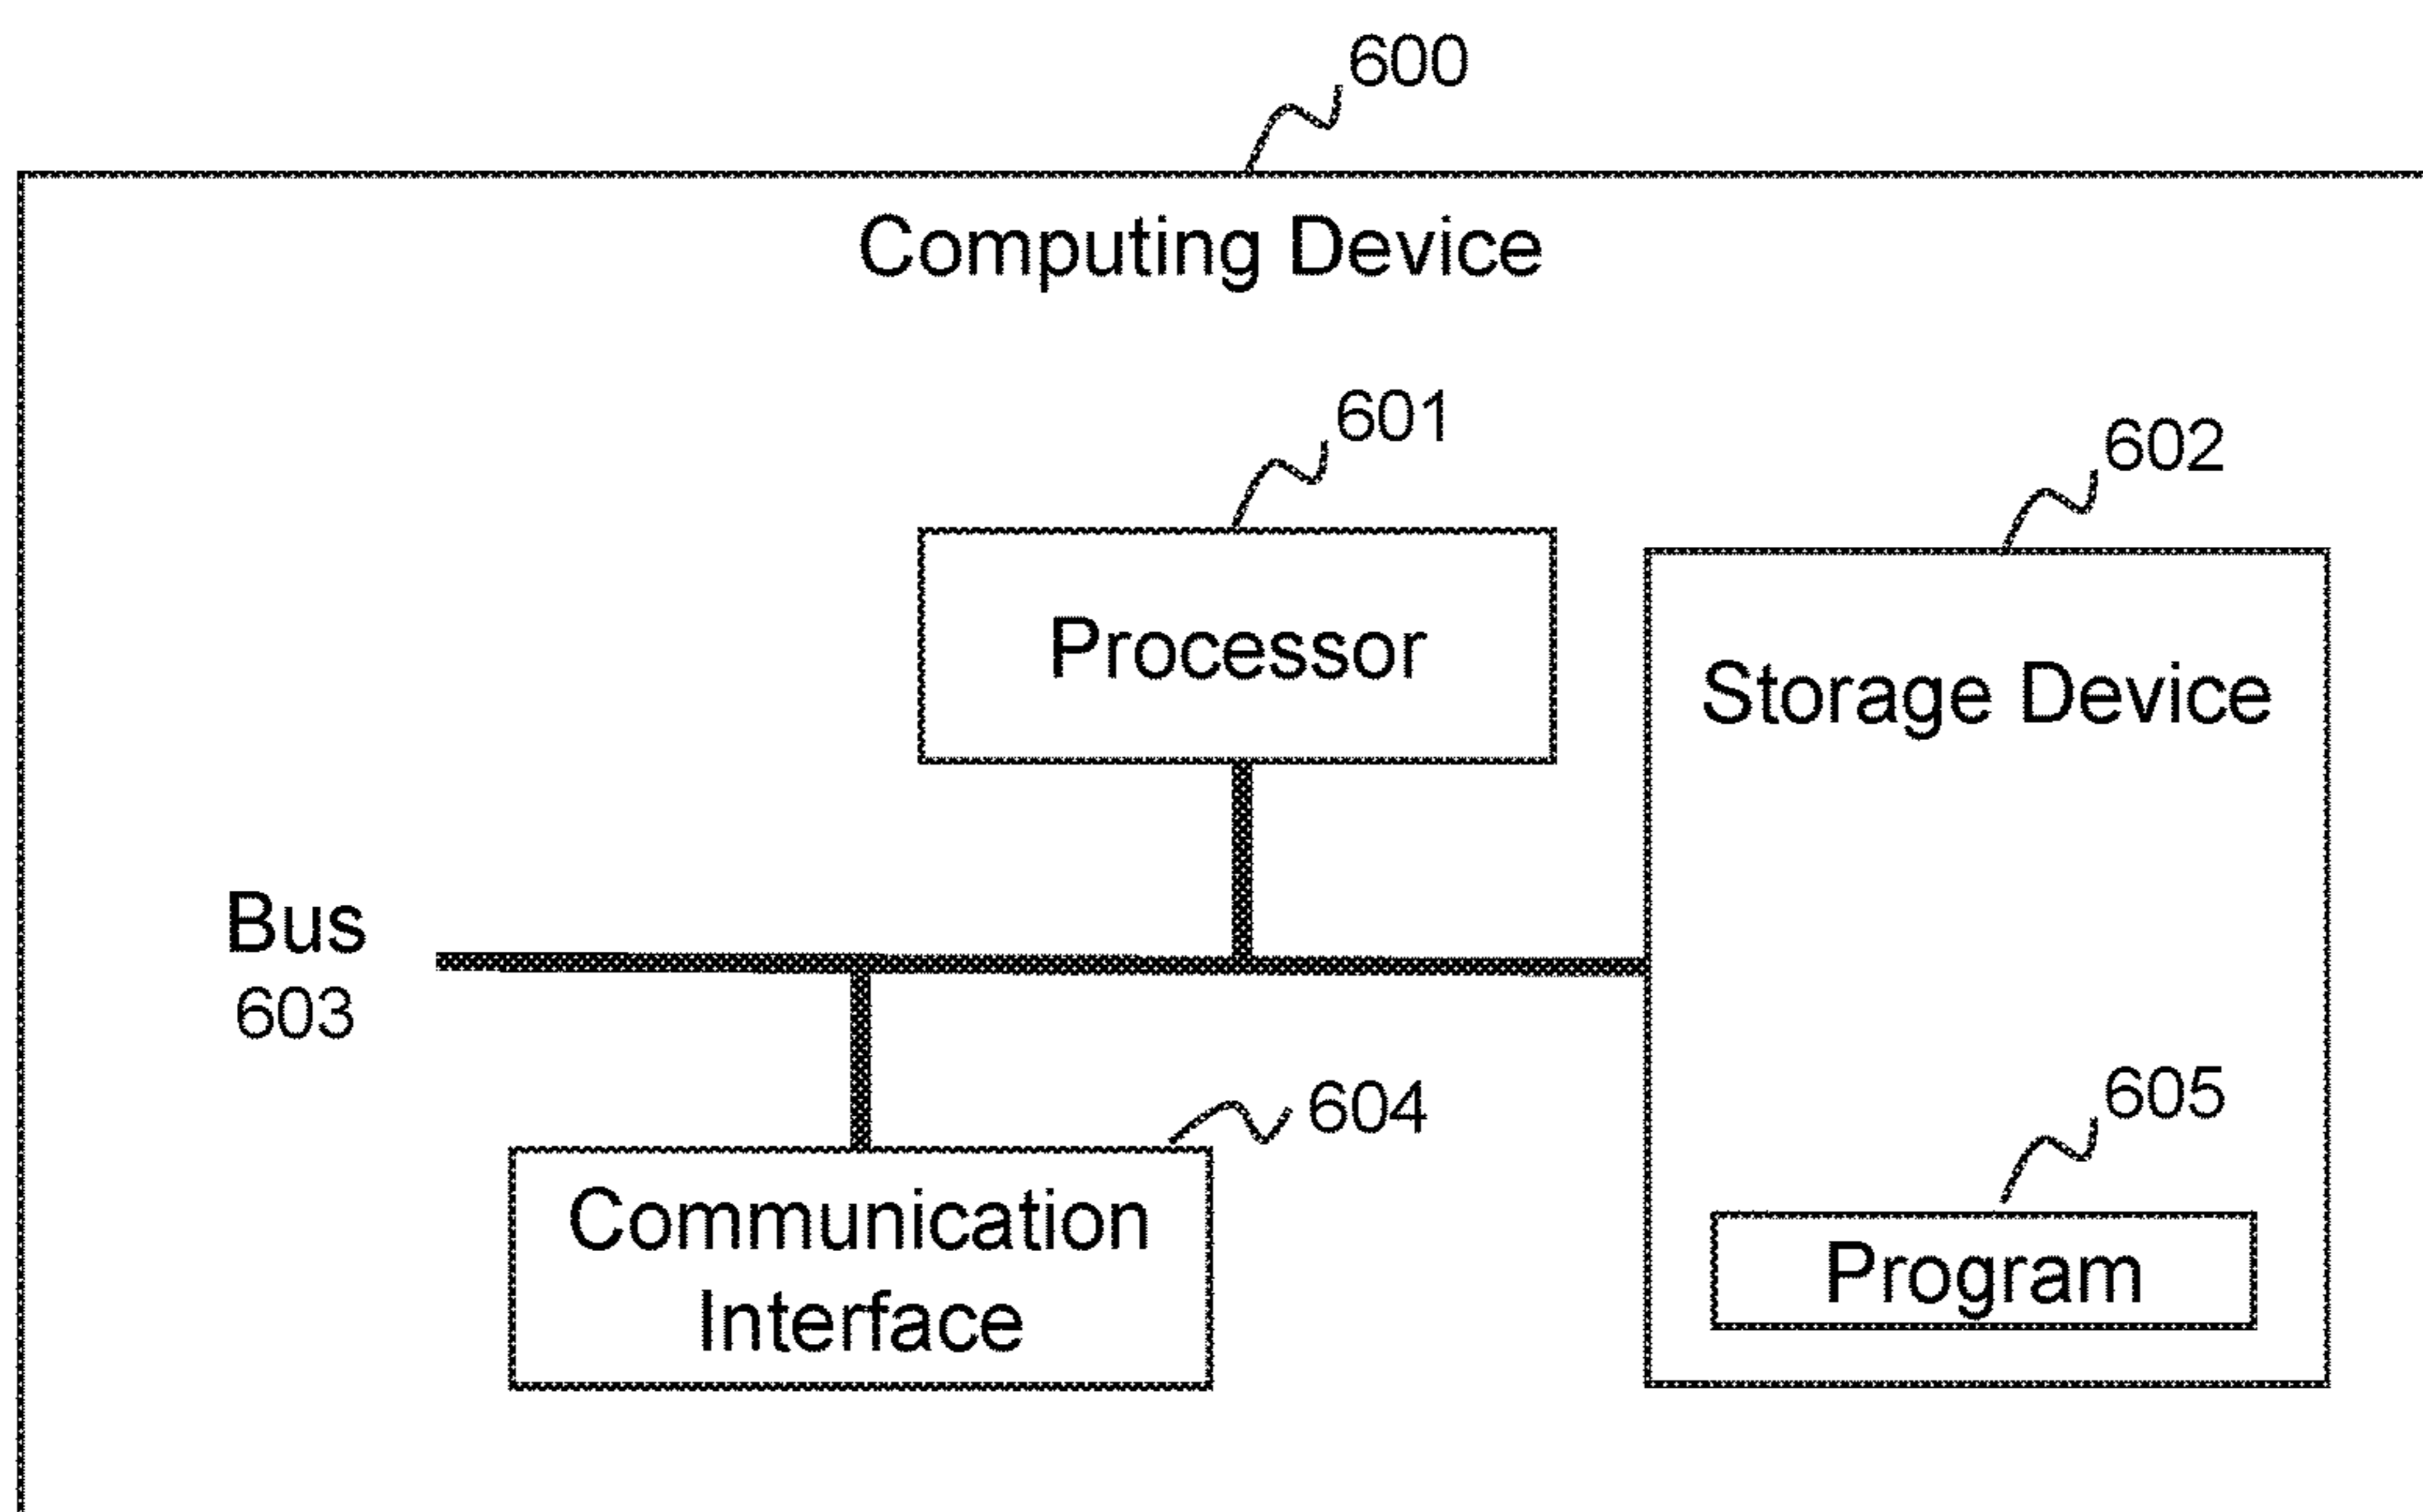 600
Computing Device
601
602
Processor
Storage Device
Bus
603
604
605
Communication
Interface
Program